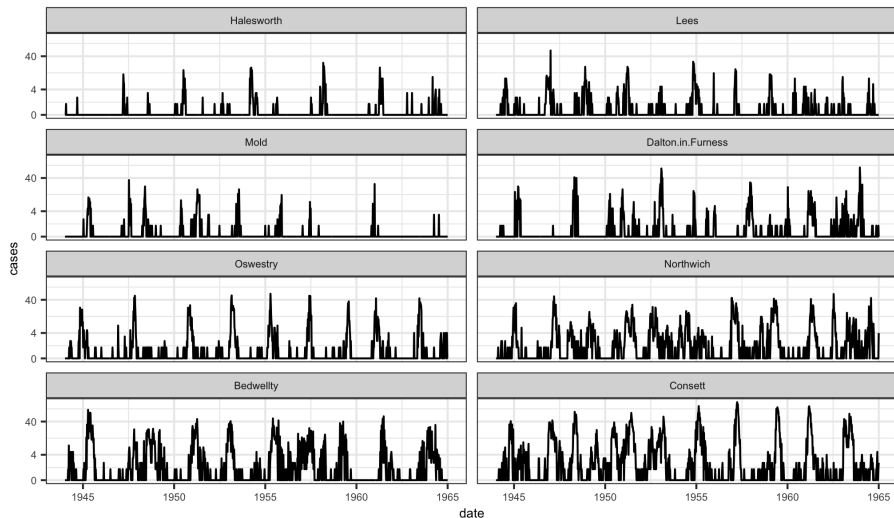 Halesworth Lees
40
4
0
Mold Dalton.in.Furness
40
4
0
cases
Oswestry Northwich
40
4
0
Bedwellty Consett
40
4
0
1945 1950 1955 1960 1965 1945 1950 1955 1960 1965
date